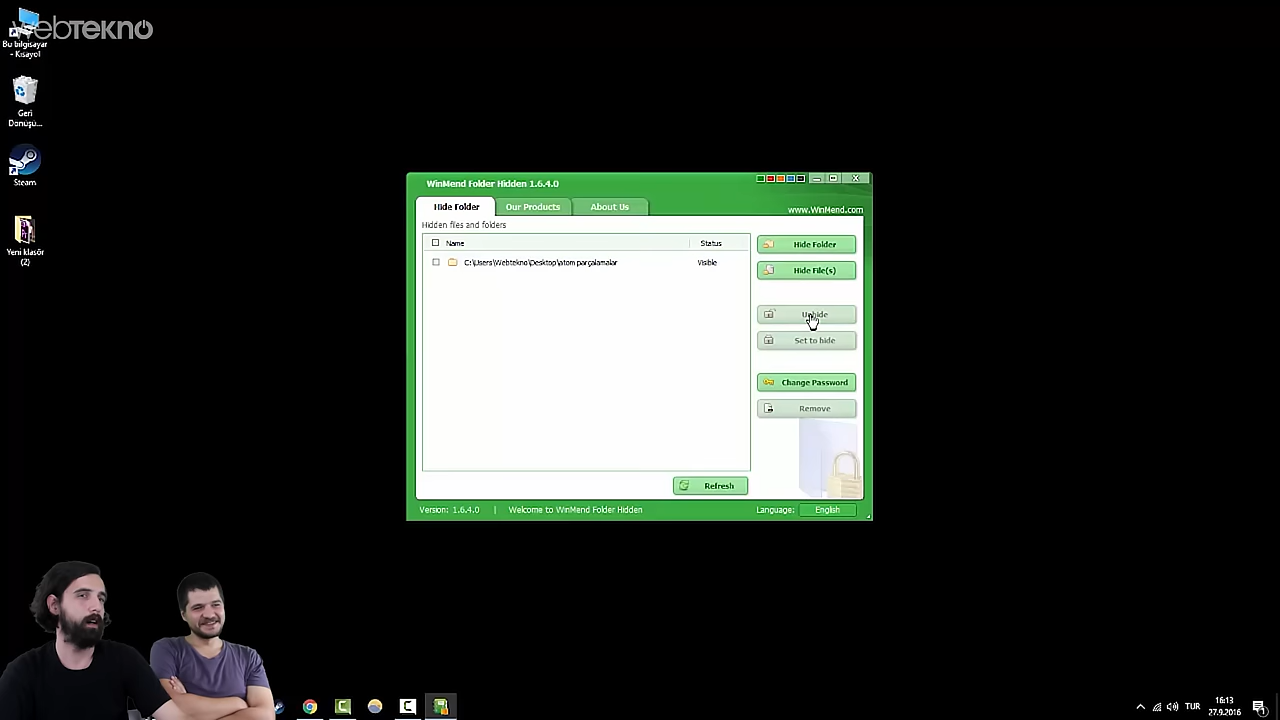 webtekno
Bu bilgisayar
- Kısayol
Geri
Dönüşü...
Steam
Yeni klasör
(2)
WinMend Folder Hidden 1.6.4.0
Hide Folder
Our Products
About Us
www.WinMend.com
Hidden files and folders
Name
Status
C:\Users\Webtekno\Desktop\atom parçalamalar
Visible
Hide Folder
Hide File(s)
Unhide
Set to hide
Change Password
Remove
Refresh
Version: 1.6.4.0 | Welcome to WinMend Folder Hidden
Language: English
TUR
16:13
27.9.2016